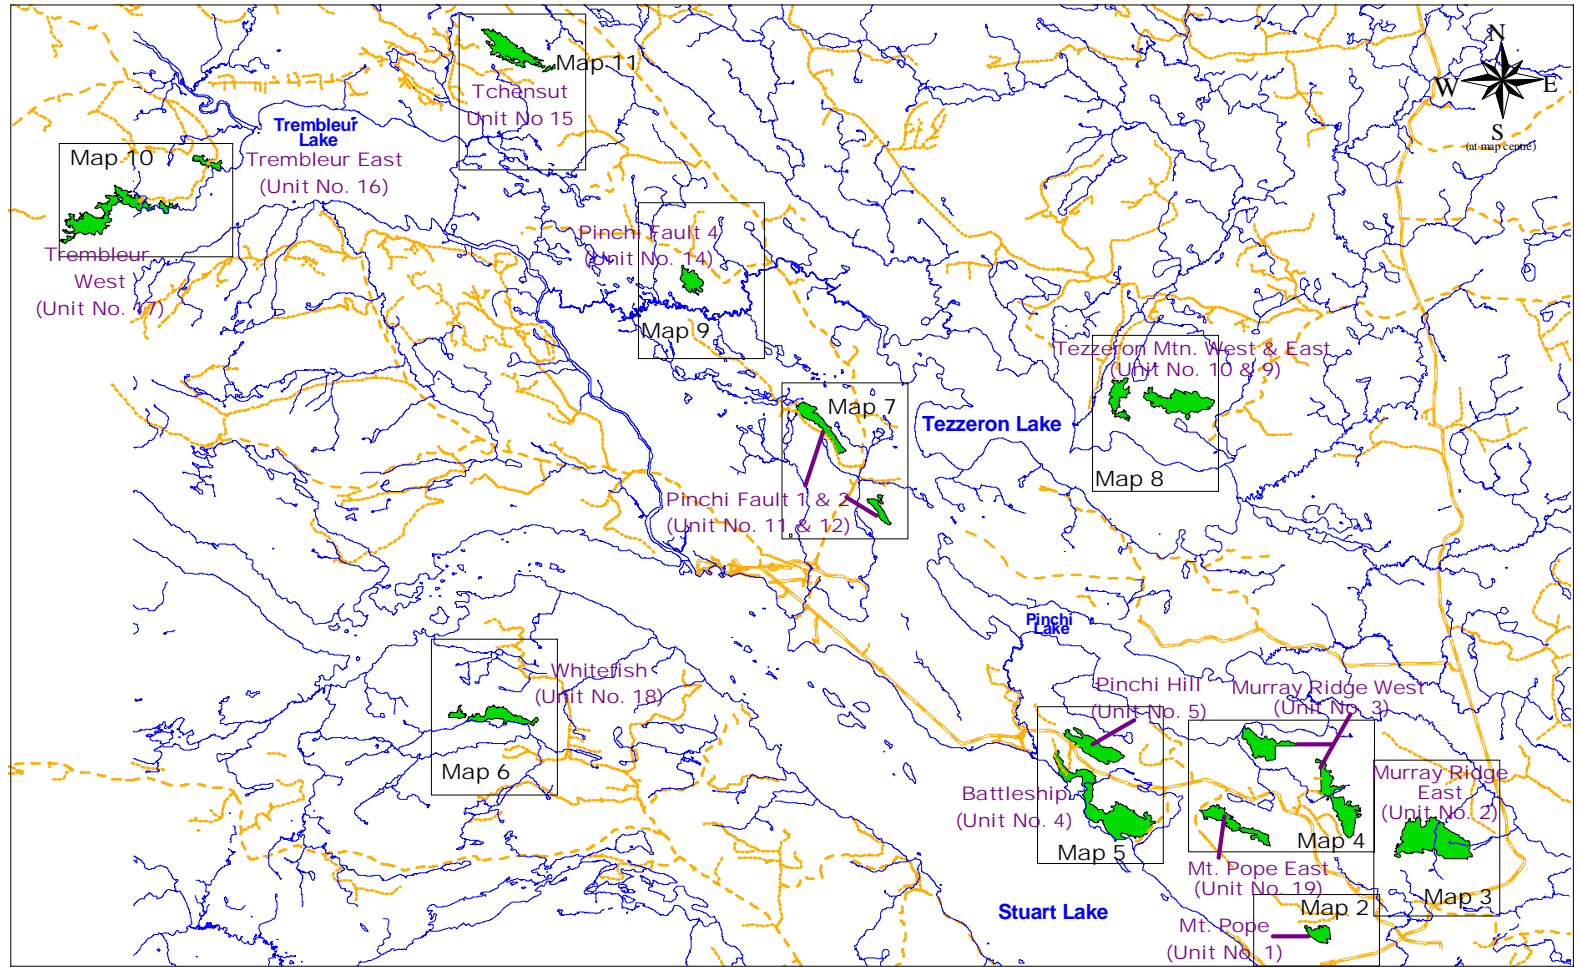 N
W
E
S
(at map centre)
Map 11
Tchensut
Unit No 15
Trembleur
Lake
Map 10
Trembleur East
(Unit No. 16)
Trembleur
West
(Unit No. 17)
Pinchi Fault 4
(Unit No. 14)
Map 9
Tezzeron Mtn. West & East
(Unit No. 10 & 9)
Map 8
Map 7
Tezzeron Lake
Pinchi Fault 1 & 2
(Unit No. 11 & 12)
Pinchi
Lake
Whitefish
(Unit No. 18)
Map 6
Pinchi Hill
(Unit No. 5)
Murray Ridge West
(Unit No. 3)
Battleship
(Unit No. 4)
Map 5
Murray Ridge
East
(Unit No. 2)
Map 4
Mt. Pope East
(Unit No. 19)
Map 3
Map 2
Stuart Lake
Mt. Pope
(Unit No. 1)